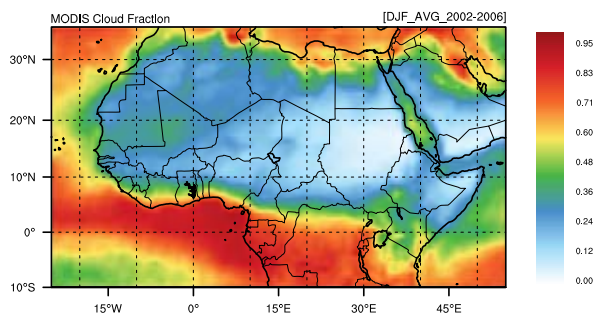 MODIS Cloud Fraction [DJF_AVG_2002-2006]
30°N
20°N
10°N
0°
10°S
15°W 0° 15°E 30°E 45°E
0.95
0.83
0.71
0.60
0.48
0.36
0.24
0.12
0.00